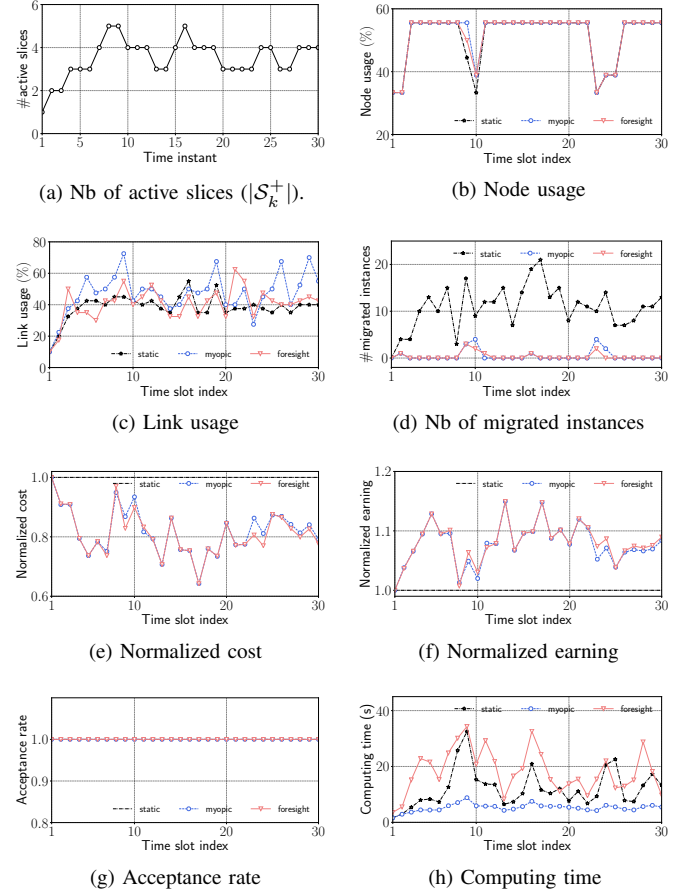 6
4
2
0
#active slices
1 5 10 15 20 25 30
Time instant
(a) Nb of active slices (|𝒮ₖ⁺|).
60
40
20
Node usage (%)
static myopic foresight
1 10 20 30
Time slot index
(b) Node usage
80
60
40
20
0
Link usage (%)
static myopic foresight
1 10 20 30
Time slot index
(c) Link usage
20
10
0
#migrated instances
static myopic foresight
1 10 20 30
Time slot index
(d) Nb of migrated instances
1.0
0.8
0.6
Normalized cost
static myopic foresight
1 10 20 30
Time slot index
(e) Normalized cost
1.2
1.1
1.0
Normalized earning
static myopic foresight
1 10 20 30
Time slot index
(f) Normalized earning
1.0
0.9
0.8
Acceptance rate
static myopic foresight
1 10 20 30
Time slot index
(g) Acceptance rate
40
20
0
Computing time (s)
static myopic foresight
1 10 20 30
Time slot index
(h) Computing time